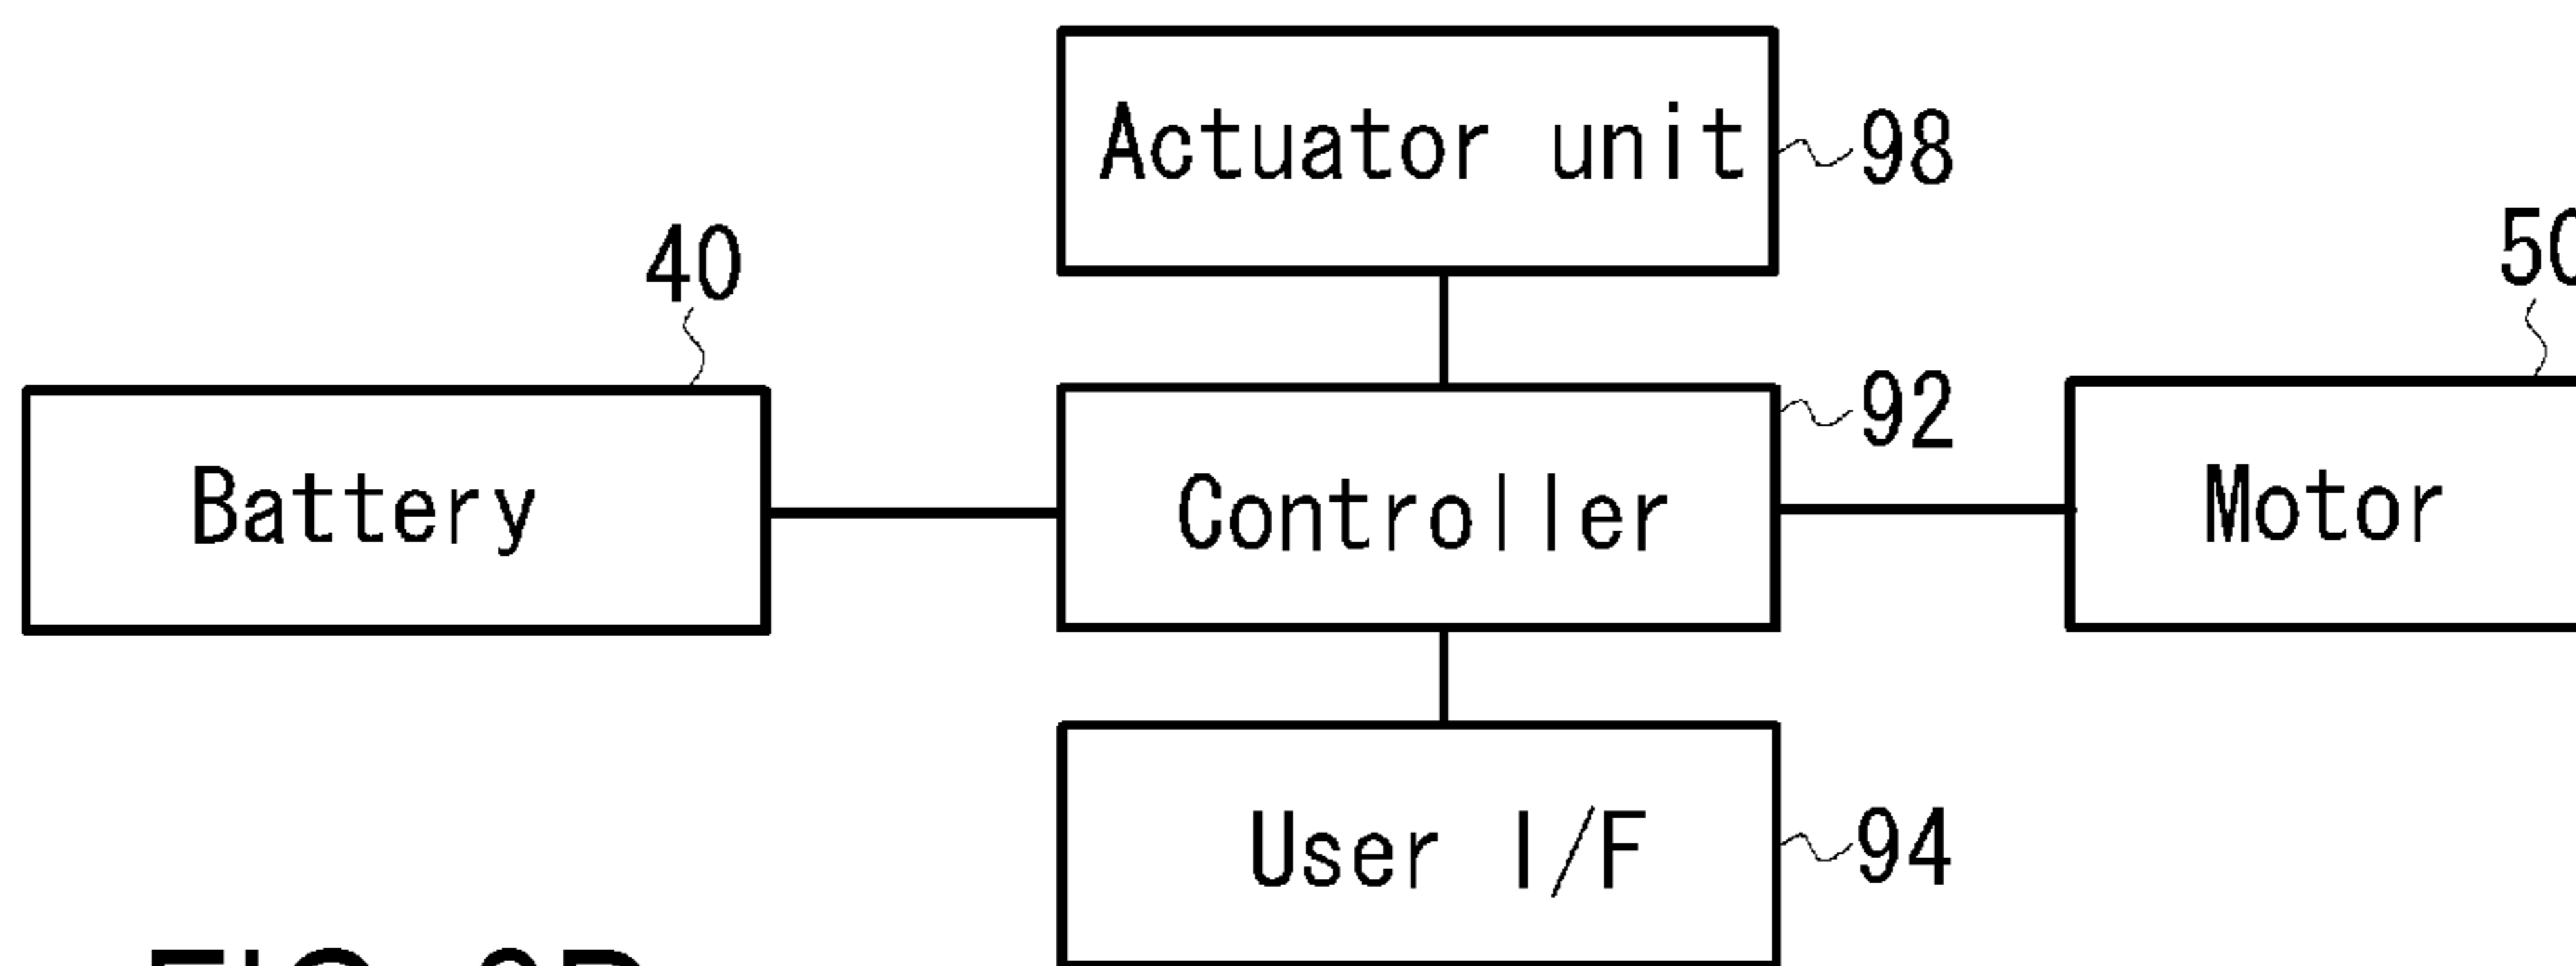 Actuator unit
98
40
50
92
Battery
Controller
Motor
User I/F
94